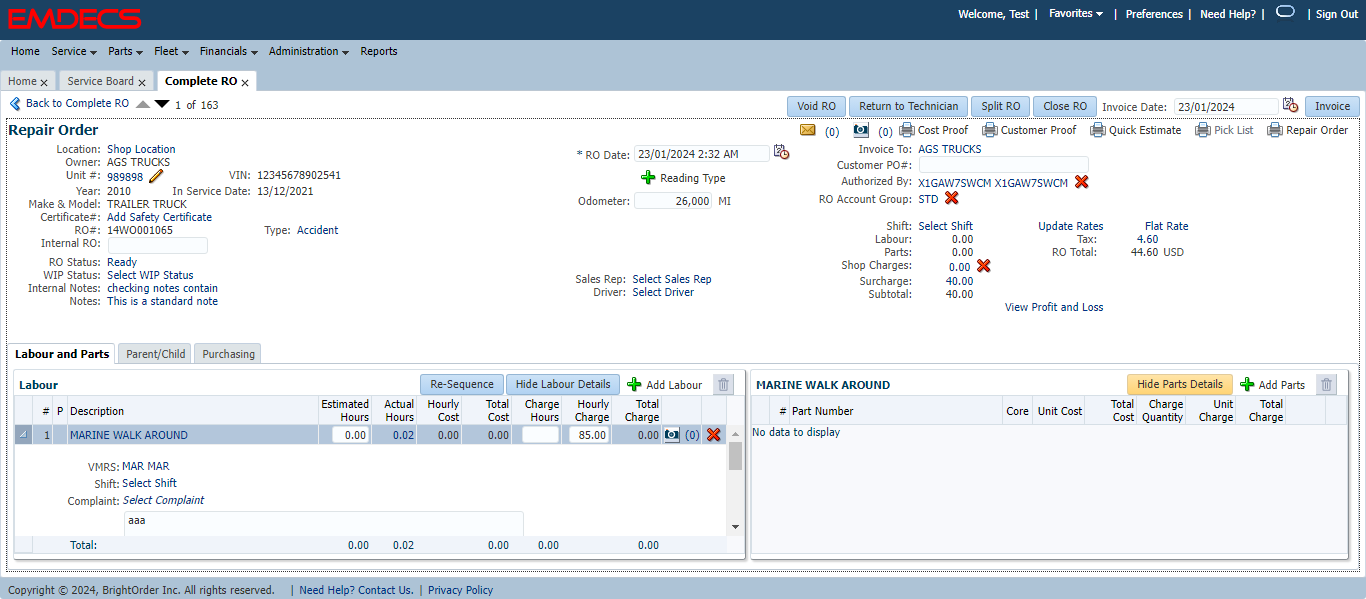 EMDECS
Welcome, Test | Favorites | Preferences | Need Help? | | Sign Out
Home Service Parts Fleet Financials Administration Reports
Home x Service Board x Complete RO x
Back to Complete RO 1 of 163
Void RO Return to Technician Split RO Close RO Invoice Date: 23/01/2024 Invoice
Repair Order
(0) (0) Cost Proof Customer Proof Quick Estimate Pick List Repair Order
Location: Shop Location
Owner: AGS TRUCKS
Unit #: 989898 VIN: 12345678902541
Year: 2010 In Service Date: 13/12/2021
Make & Model: TRAILER TRUCK
Certificate#: Add Safety Certificate
RO#: 14WO001065 Type: Accident
Internal RO:
RO Status: Ready
WIP Status: Select WIP Status
Internal Notes: checking notes contain
Notes: This is a standard note
* RO Date: 23/01/2024 2:32 AM
Reading Type
Odometer: 26,000 MI
Sales Rep: Select Sales Rep
Driver: Select Driver
Invoice To: AGS TRUCKS
Customer PO#:
Authorized By: X1GAW7SWCM X1GAW7SWCM
RO Account Group: STD
Shift: Select Shift Update Rates Flat Rate
Labour: 0.00 Tax: 4.60
Parts: 0.00 RO Total: 44.60 USD
Shop Charges: 0.00
Surcharge: 40.00
Subtotal: 40.00
View Profit and Loss
Labour and Parts Parent/Child Purchasing
Labour Re-Sequence Hide Labour Details Add Labour
# P Description Estimated Hours Actual Hours Hourly Cost Total Cost Charge Hours Hourly Charge Total Charge
1 MARINE WALK AROUND 0.00 0.02 0.00 0.00 85.00 0.00 (0)
VMRS: MAR MAR
Shift: Select Shift
Complaint: Select Complaint
aaa
Total: 0.00 0.02 0.00 0.00 0.00
MARINE WALK AROUND Hide Parts Details Add Parts
# Part Number Core Unit Cost Total Cost Charge Quantity Unit Charge Total Charge
No data to display
Copyright © 2024, BrightOrder Inc. All rights reserved. | Need Help? Contact Us. | Privacy Policy